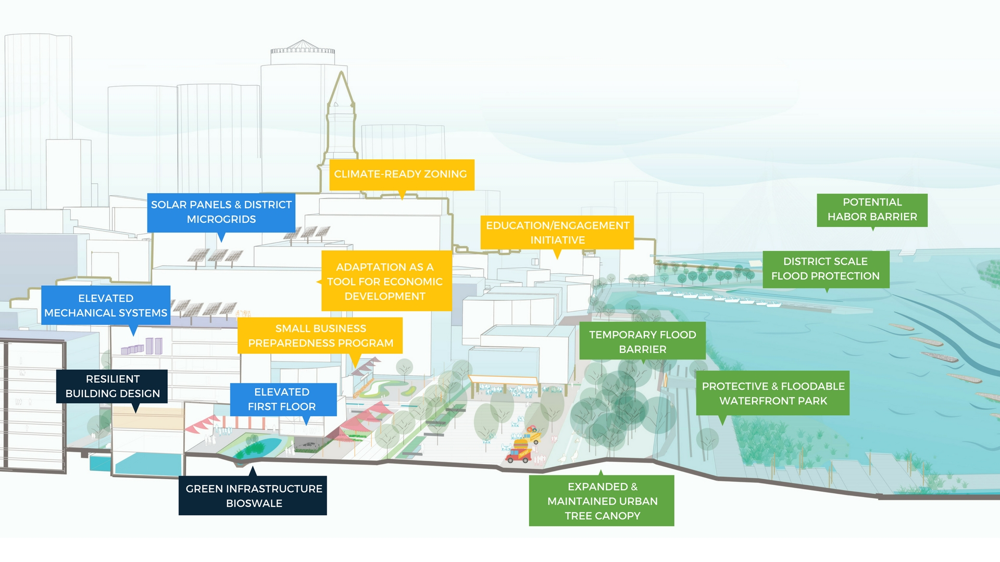 CLIMATE-READY ZONING
SOLAR PANELS & DISTRICT
MICROGRIDS
POTENTIAL
HABOR BARRIER
EDUCATION/ENGAGEMENT
INITIATIVE
DISTRICT SCALE
FLOOD PROTECTION
ADAPTATION AS A
TOOL FOR ECONOMIC
DEVELOPMENT
ELEVATED
MECHANICAL SYSTEMS
SMALL BUSINESS
PREPAREDNESS PROGRAM
TEMPORARY FLOOD
BARRIER
RESILIENT
BUILDING DESIGN
ELEVATED
FIRST FLOOR
PROTECTIVE & FLOODABLE
WATERFRONT PARK
GREEN INFRASTRUCTURE
BIOSWALE
EXPANDED &
MAINTAINED URBAN
TREE CANOPY